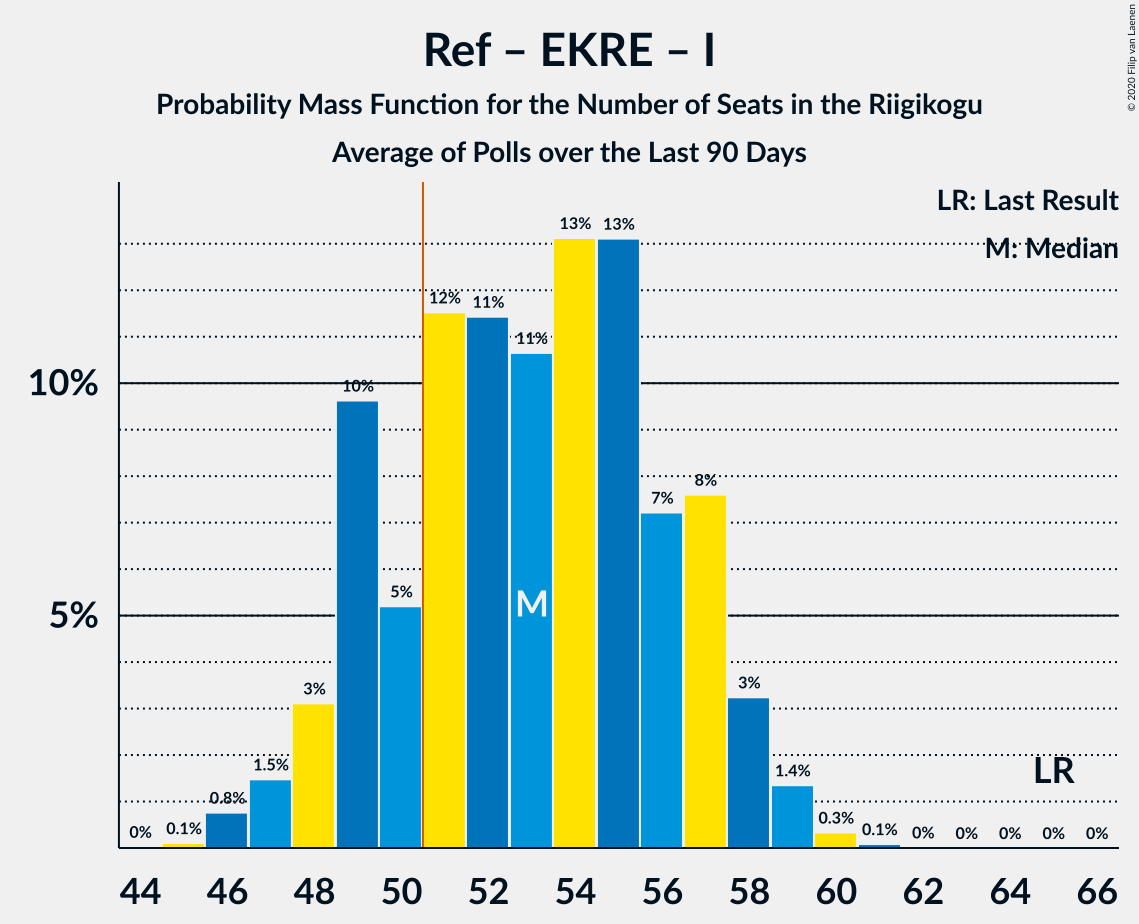 Ref – EKRE – I
Probability Mass Function for the Number of Seats in the Riigikogu
Average of Polls over the Last 90 Days
© 2020 Filip van Laenen
LR: Last Result
M: Median
10%
5%
0%
0.1%
0.8%
1.5%
3%
10%
5%
12%
11%
11%
13%
13%
7%
8%
3%
1.4%
0.3%
0.1%
0%
0%
0%
0%
0%
M
LR
44 46 48 50 52 54 56 58 60 62 64 66